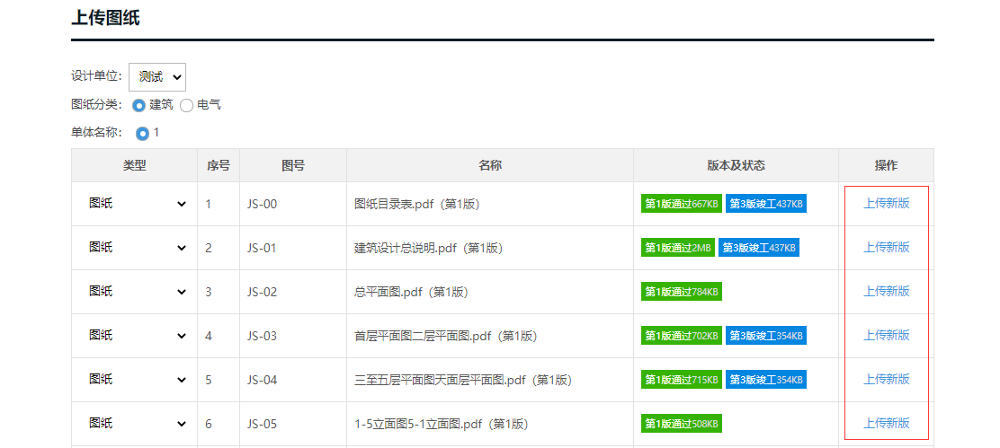 上传图纸
设计单位: 测试
图纸分类: 建筑 电气
单体名称: 1
类型 序号 图号 名称 版本及状态 操作
图纸 1 JS-00 图纸目录表.pdf（第1版） 第1版通过667KB 第3版竣工437KB 上传新版
图纸 2 JS-01 建筑设计总说明.pdf（第1版） 第1版通过2MB 第3版竣工437KB 上传新版
图纸 3 JS-02 总平面图.pdf（第1版） 第1版通过784KB 上传新版
图纸 4 JS-03 首层平面图二层平面图.pdf（第1版） 第1版通过702KB 第3版竣工354KB 上传新版
图纸 5 JS-04 三至五层平面图天面层平面图.pdf（第1版） 第1版通过715KB 第3版竣工354KB 上传新版
图纸 6 JS-05 1-5立面图5-1立面图.pdf（第1版） 第1版通过508KB 上传新版